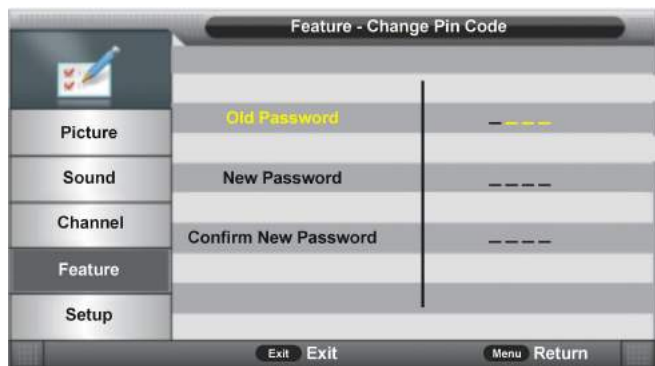 Feature - Change Pin Code
Picture
Sound
Channel
Feature
Setup
Old Password _ _ _ _
New Password _ _ _ _
Confirm New Password _ _ _ _
Exit Exit
Menu Return